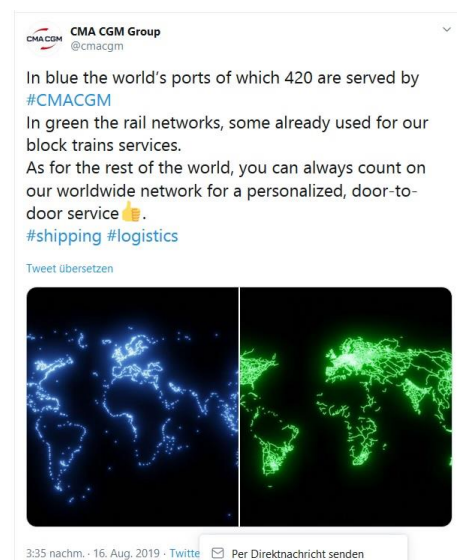 CMA CGM
CMA CGM Group
@cmacgm
In blue the world's ports of which 420 are served by
#CMACGM
In green the rail networks, some already used for our
block trains services.
As for the rest of the world, you can always count on
our worldwide network for a personalized, door-to-
door service👍.
#shipping #logistics
Tweet übersetzen
3:35 nachm. · 16. Aug. 2019 · Twitte
Per Direktnachricht senden